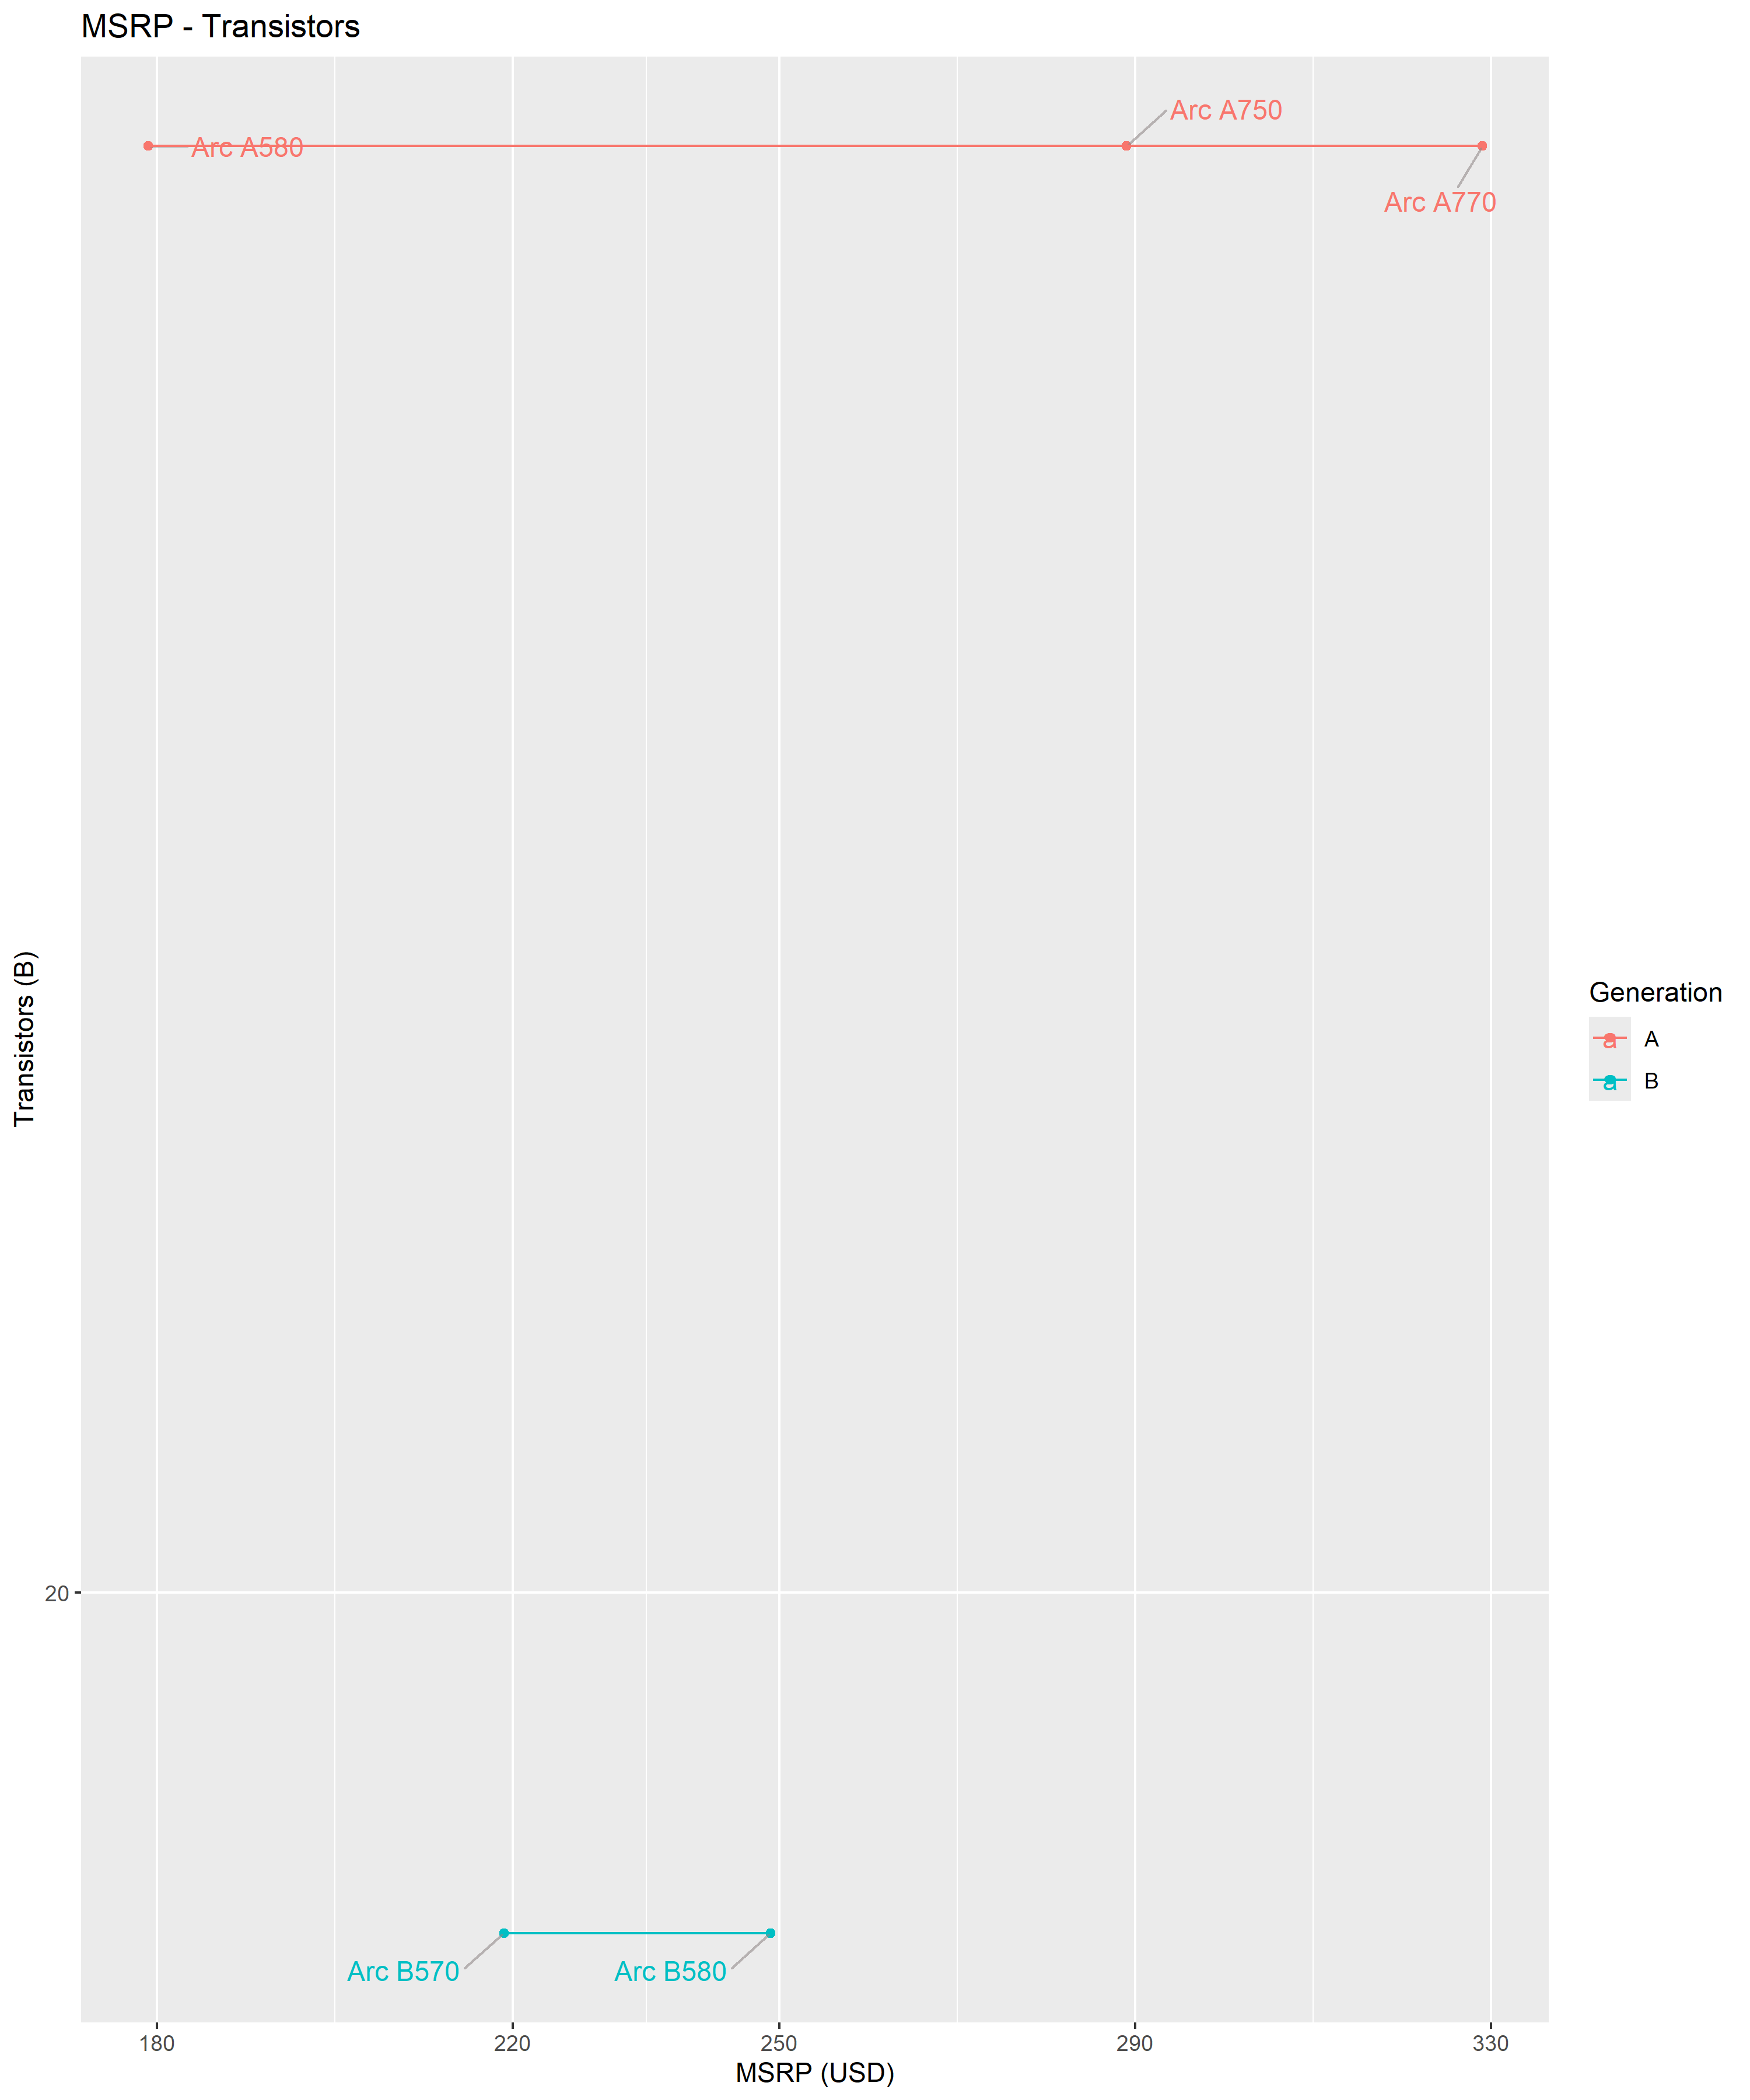 MSRP - Transistors
Arc A750
Arc A580
Arc A770
Transistors (B)
Generation
a A
a B
20
Arc B570
Arc B580
180 220 250 290 330
MSRP (USD)